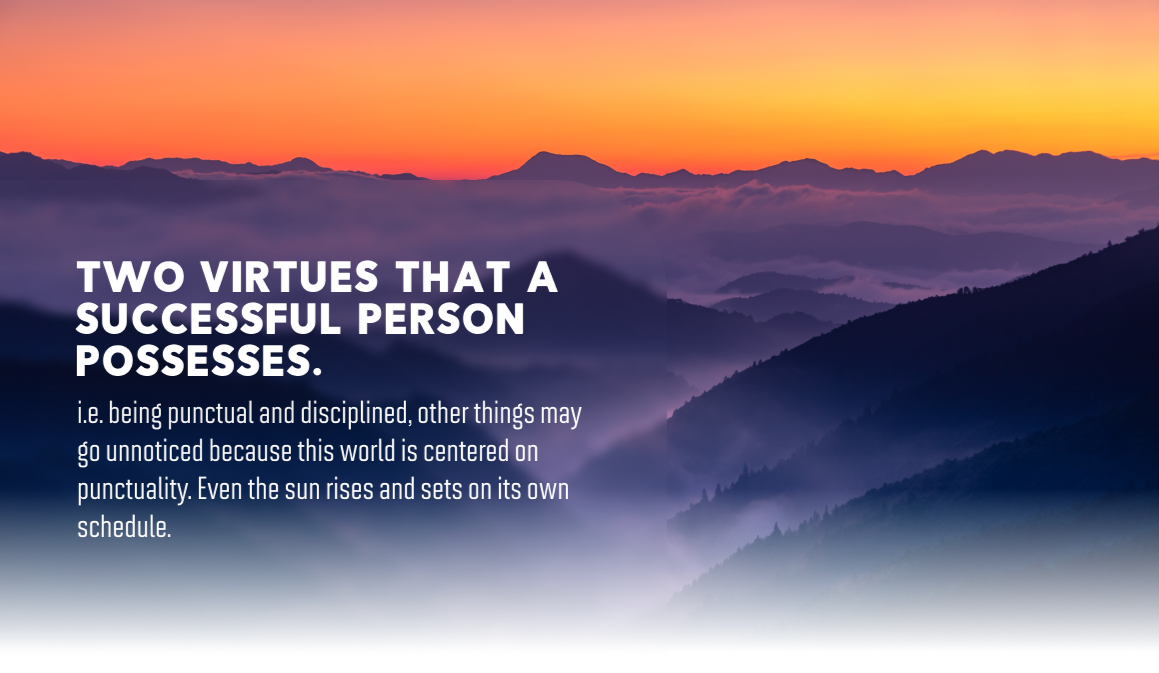 TWO VIRTUES THAT A
SUCCESSFUL PERSON
POSSESSES.
i.e. being punctual and disciplined, other things may
go unnoticed because this world is centered on
punctuality. Even the sun rises and sets on its own
schedule.